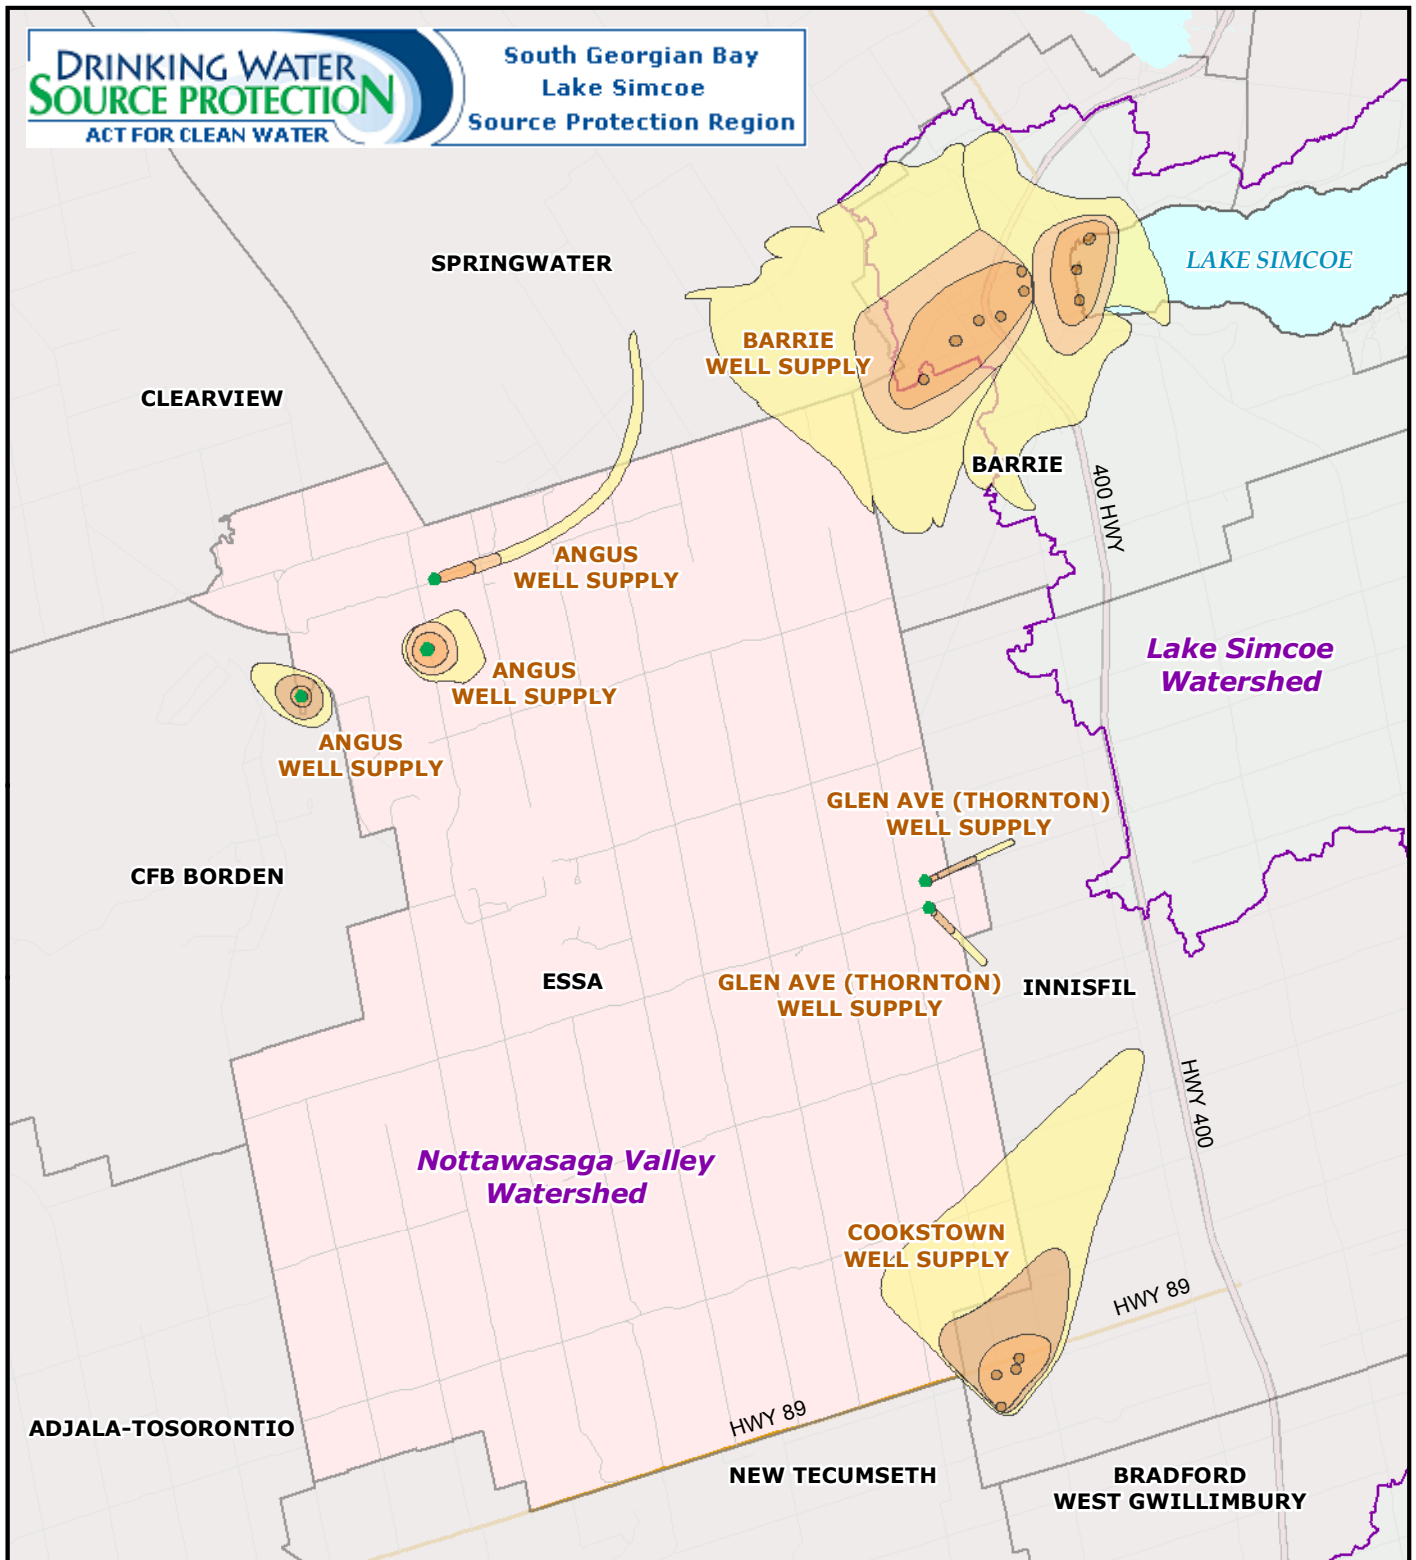 DRINKING WATER
SOURCE PROTECTION
ACT FOR CLEAN WATER
South Georgian Bay
Lake Simcoe
Source Protection Region
SPRINGWATER
LAKE SIMCOE
BARRIE
WELL SUPPLY
CLEARVIEW
BARRIE
400 HWY
ANGUS
WELL SUPPLY
Lake Simcoe
Watershed
ANGUS
WELL SUPPLY
ANGUS
WELL SUPPLY
GLEN AVE (THORNTON)
WELL SUPPLY
CFB BORDEN
ESSA
GLEN AVE (THORNTON)
WELL SUPPLY
INNISFIL
HWY 400
Nottawasaga Valley
Watershed
COOKSTOWN
WELL SUPPLY
HWY 89
HWY 89
ADJALA-TOSORONTIO
NEW TECUMSETH
BRADFORD
WEST GWILLIMBURY